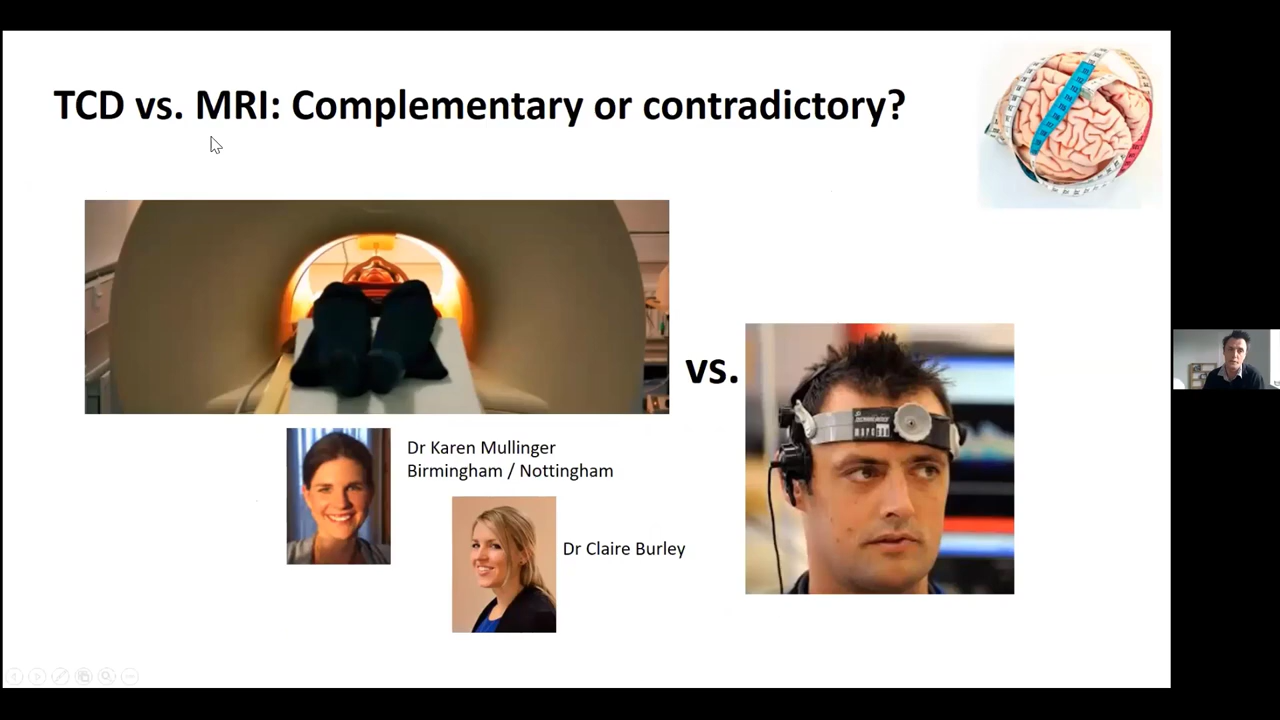 TCD vs. MRI: Complementary or contradictory?
vs.
Dr Karen Mullinger
Birmingham / Nottingham
Dr Claire Burley